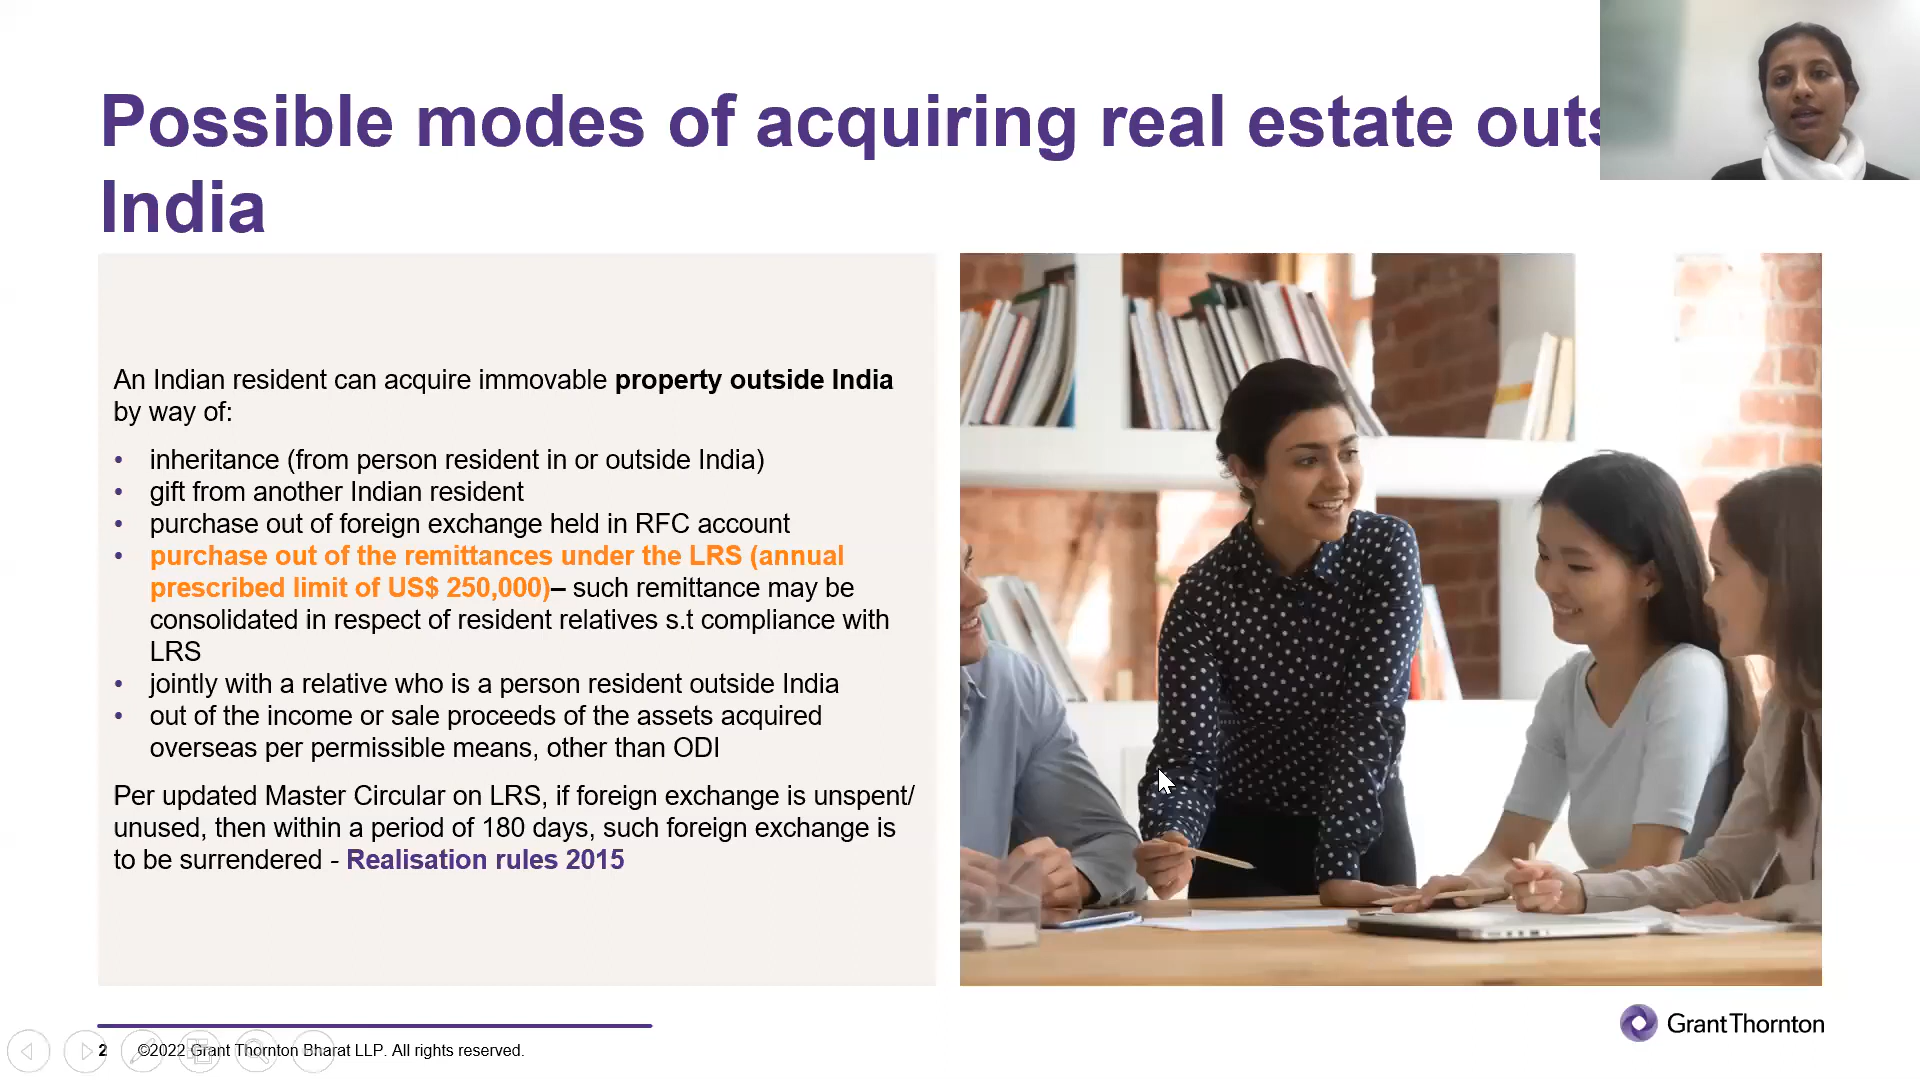 Possible modes of acquiring real estate outs
India
An Indian resident can acquire immovable property outside India
by way of:
• inheritance (from person resident in or outside India)
• gift from another Indian resident
• purchase out of foreign exchange held in RFC account
• purchase out of the remittances under the LRS (annual
prescribed limit of US$ 250,000)– such remittance may be
consolidated in respect of resident relatives s.t compliance with
LRS
• jointly with a relative who is a person resident outside India
• out of the income or sale proceeds of the assets acquired
overseas per permissible means, other than ODI
Per updated Master Circular on LRS, if foreign exchange is unspent/
unused, then within a period of 180 days, such foreign exchange is
to be surrendered - Realisation rules 2015
2 ©2022 Grant Thornton Bharat LLP. All rights reserved.
Grant Thornton